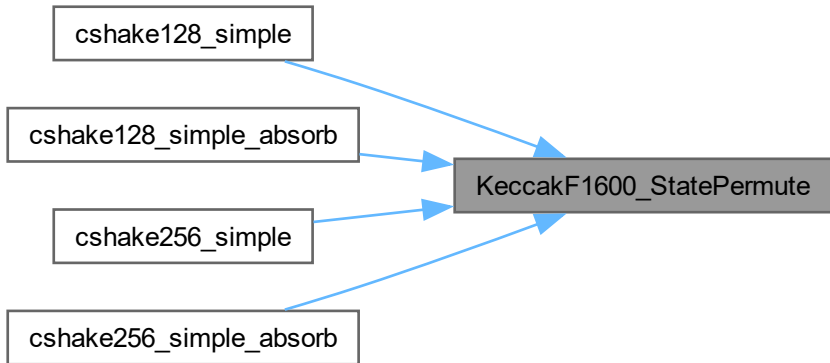 cshake128_simple
cshake128_simple_absorb
KeccakF1600_StatePermute
cshake256_simple
cshake256_simple_absorb